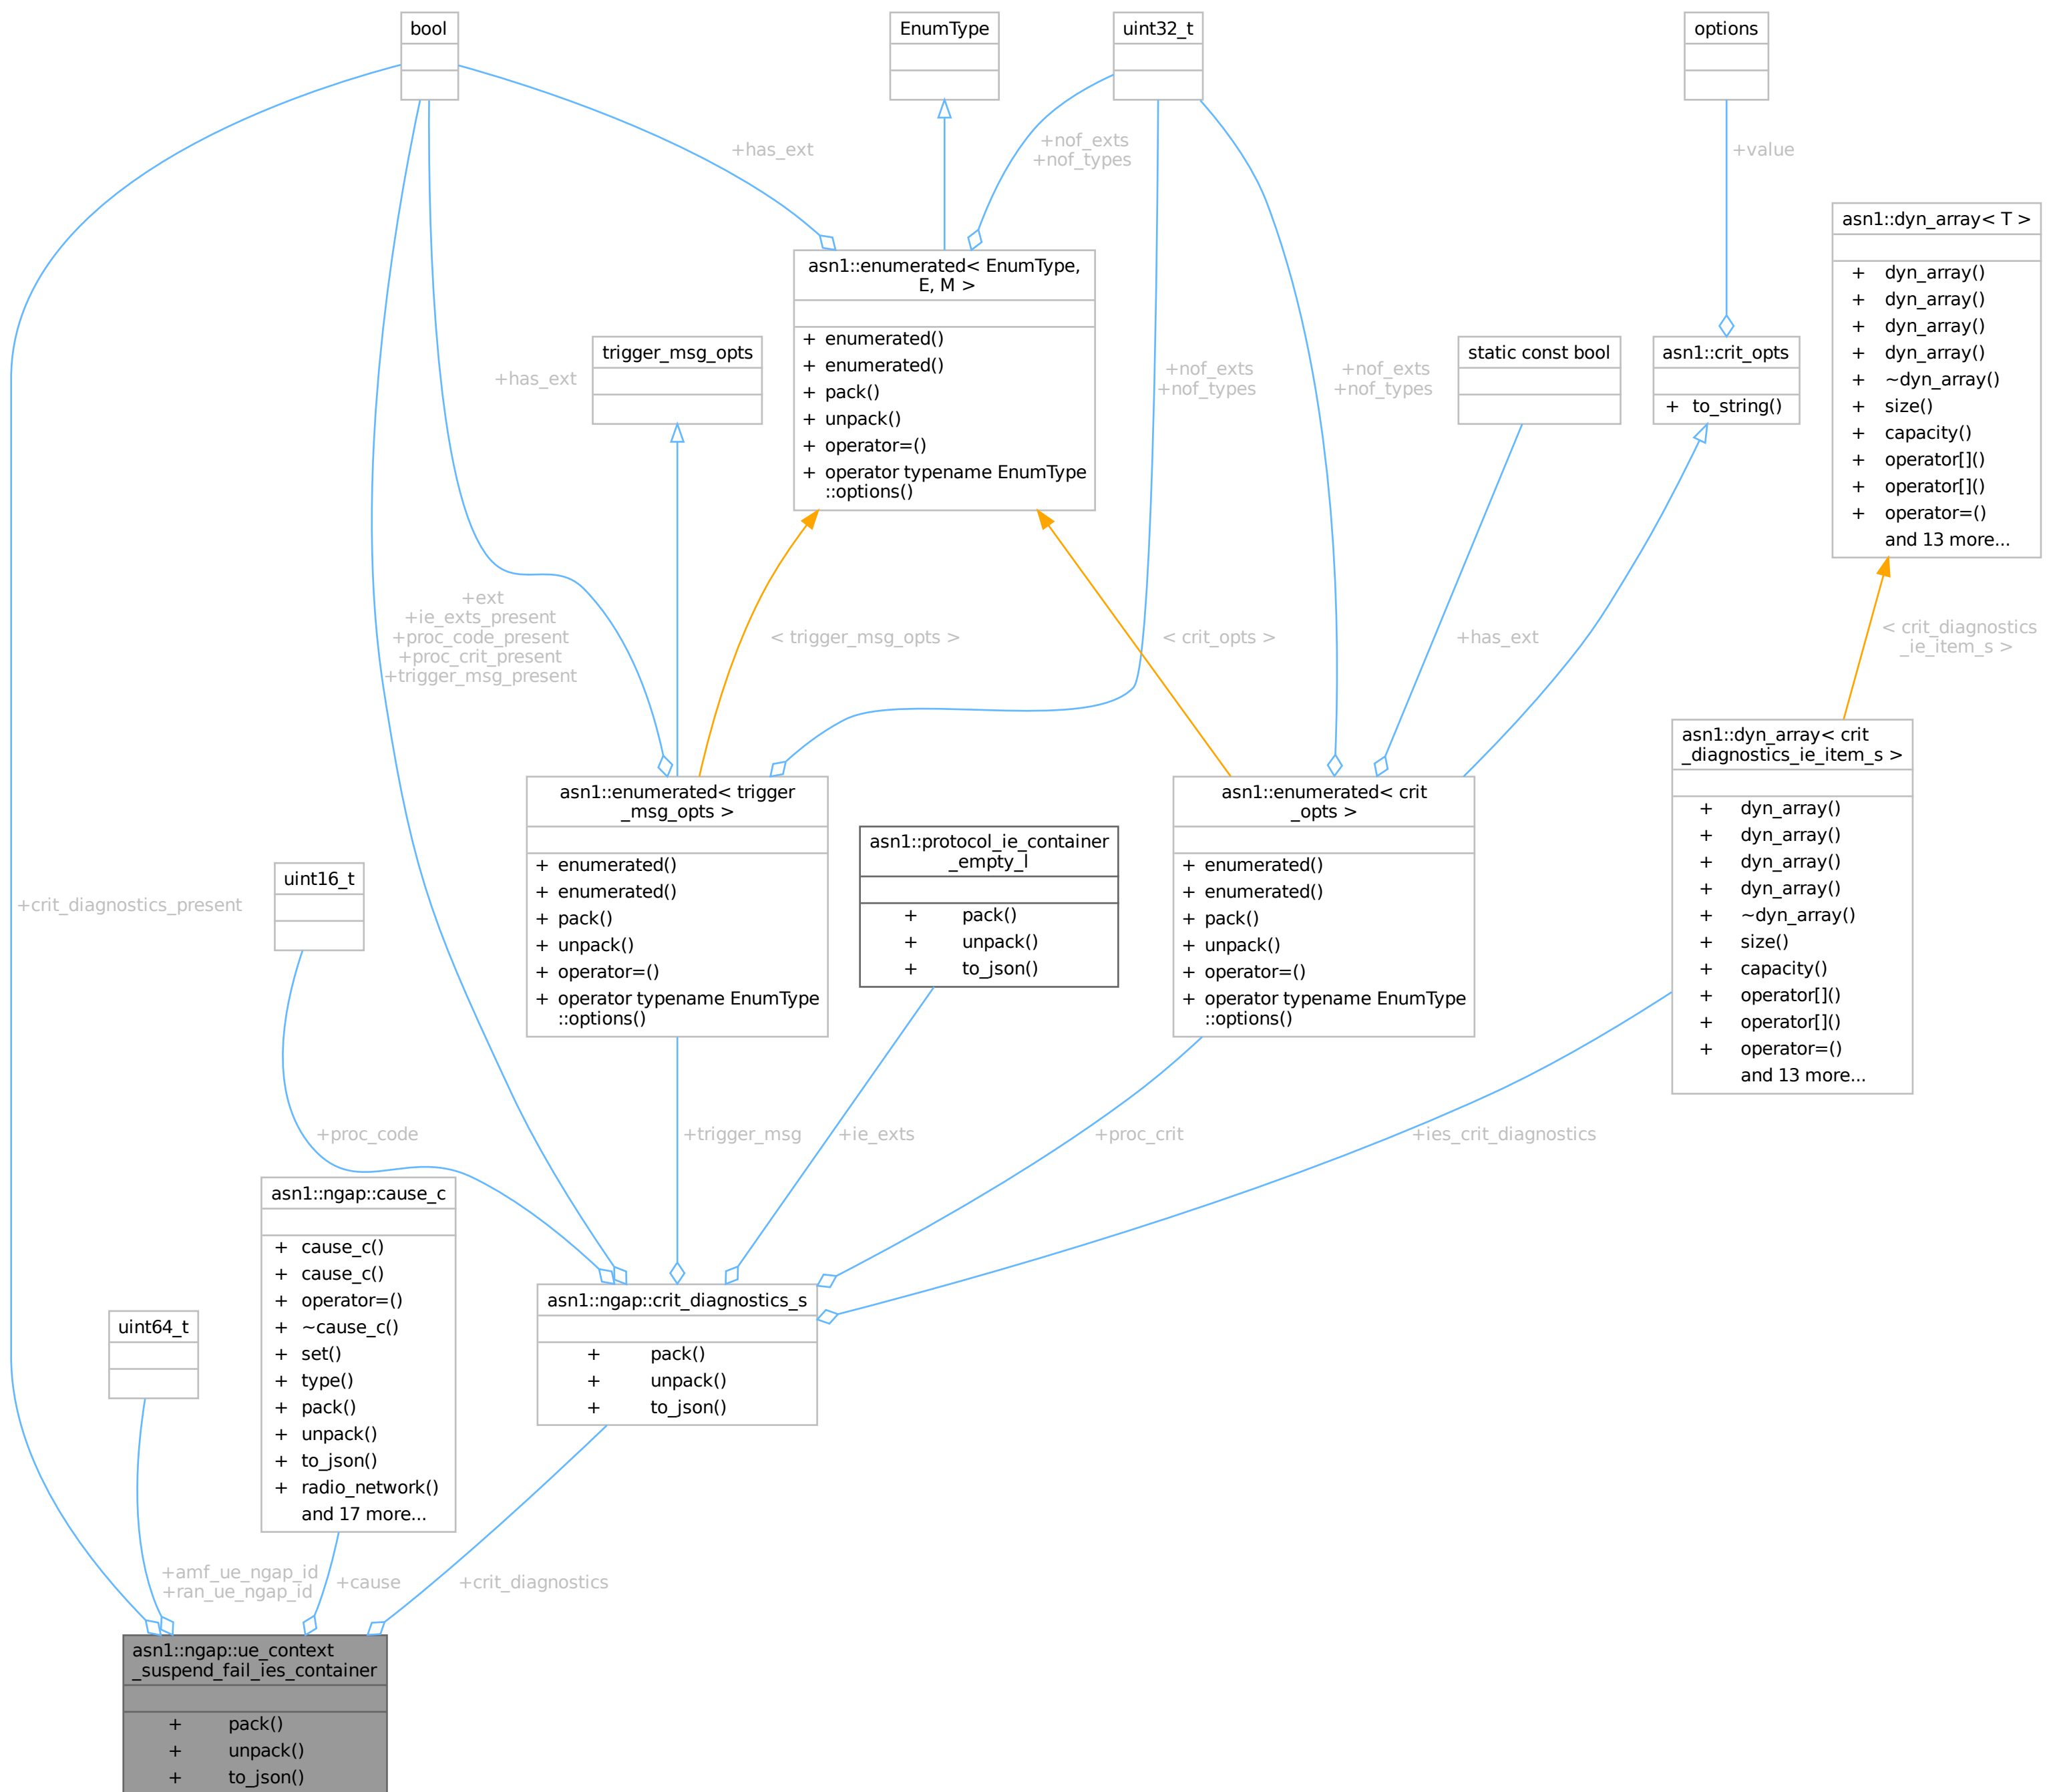 bool
EnumType
uint32_t
options
+has_ext
+nof_exts
+nof_types
+value
asn1::dyn_array< T >
+ dyn_array()
+ dyn_array()
+ dyn_array()
+ dyn_array()
+ ~dyn_array()
+ size()
+ capacity()
+ operator[]()
+ operator[]()
+ operator=()
and 13 more...
asn1::enumerated< EnumType,
E, M >
+ enumerated()
+ enumerated()
+ pack()
+ unpack()
+ operator=()
+ operator typename EnumType
::options()
trigger_msg_opts
static const bool
asn1::crit_opts
+ to_string()
+has_ext
+nof_exts
+nof_types
+nof_exts
+nof_types
+ext
+ie_exts_present
+proc_code_present
+proc_crit_present
+trigger_msg_present
< trigger_msg_opts >
< crit_opts >
+has_ext
< crit_diagnostics
_ie_item_s >
asn1::enumerated< trigger
_msg_opts >
+ enumerated()
+ enumerated()
+ pack()
+ unpack()
+ operator=()
+ operator typename EnumType
::options()
asn1::protocol_ie_container
_empty_l
+ pack()
+ unpack()
+ to_json()
asn1::enumerated< crit
_opts >
+ enumerated()
+ enumerated()
+ pack()
+ unpack()
+ operator=()
+ operator typename EnumType
::options()
asn1::dyn_array< crit
_diagnostics_ie_item_s >
+ dyn_array()
+ dyn_array()
+ dyn_array()
+ dyn_array()
+ ~dyn_array()
+ size()
+ capacity()
+ operator[]()
+ operator[]()
+ operator=()
and 13 more...
+crit_diagnostics_present
uint16_t
+proc_code
+trigger_msg
+ie_exts
+proc_crit
+ies_crit_diagnostics
asn1::ngap::cause_c
+ cause_c()
+ cause_c()
+ operator=()
+ ~cause_c()
+ set()
+ type()
+ pack()
+ unpack()
+ to_json()
+ radio_network()
and 17 more...
uint64_t
asn1::ngap::crit_diagnostics_s
+ pack()
+ unpack()
+ to_json()
+amf_ue_ngap_id
+ran_ue_ngap_id
+cause
+crit_diagnostics
asn1::ngap::ue_context
_suspend_fail_ies_container
+ pack()
+ unpack()
+ to_json()